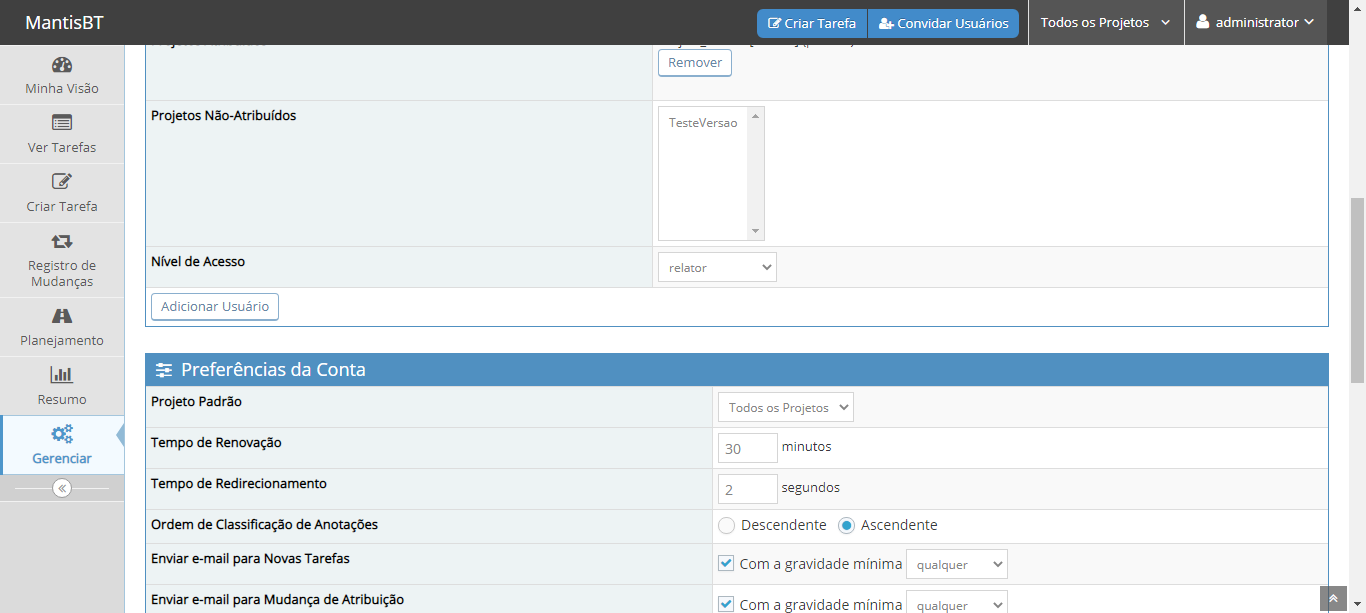 MantisBT
Criar Tarefa
Convidar Usuários
Todos os Projetos
administrator
Minha Visão
Ver Tarefas
Criar Tarefa
Registro de
Mudanças
Planejamento
Resumo
Gerenciar
Remover
Projetos Não-Atribuídos
TesteVersao
Nível de Acesso
relator
Adicionar Usuário
Preferências da Conta
Projeto Padrão
Todos os Projetos
Tempo de Renovação
30 minutos
Tempo de Redirecionamento
2 segundos
Ordem de Classificação de Anotações
Descendente Ascendente
Enviar e-mail para Novas Tarefas
Com a gravidade mínima qualquer
Enviar e-mail para Mudança de Atribuição
Com a gravidade mínima qualquer